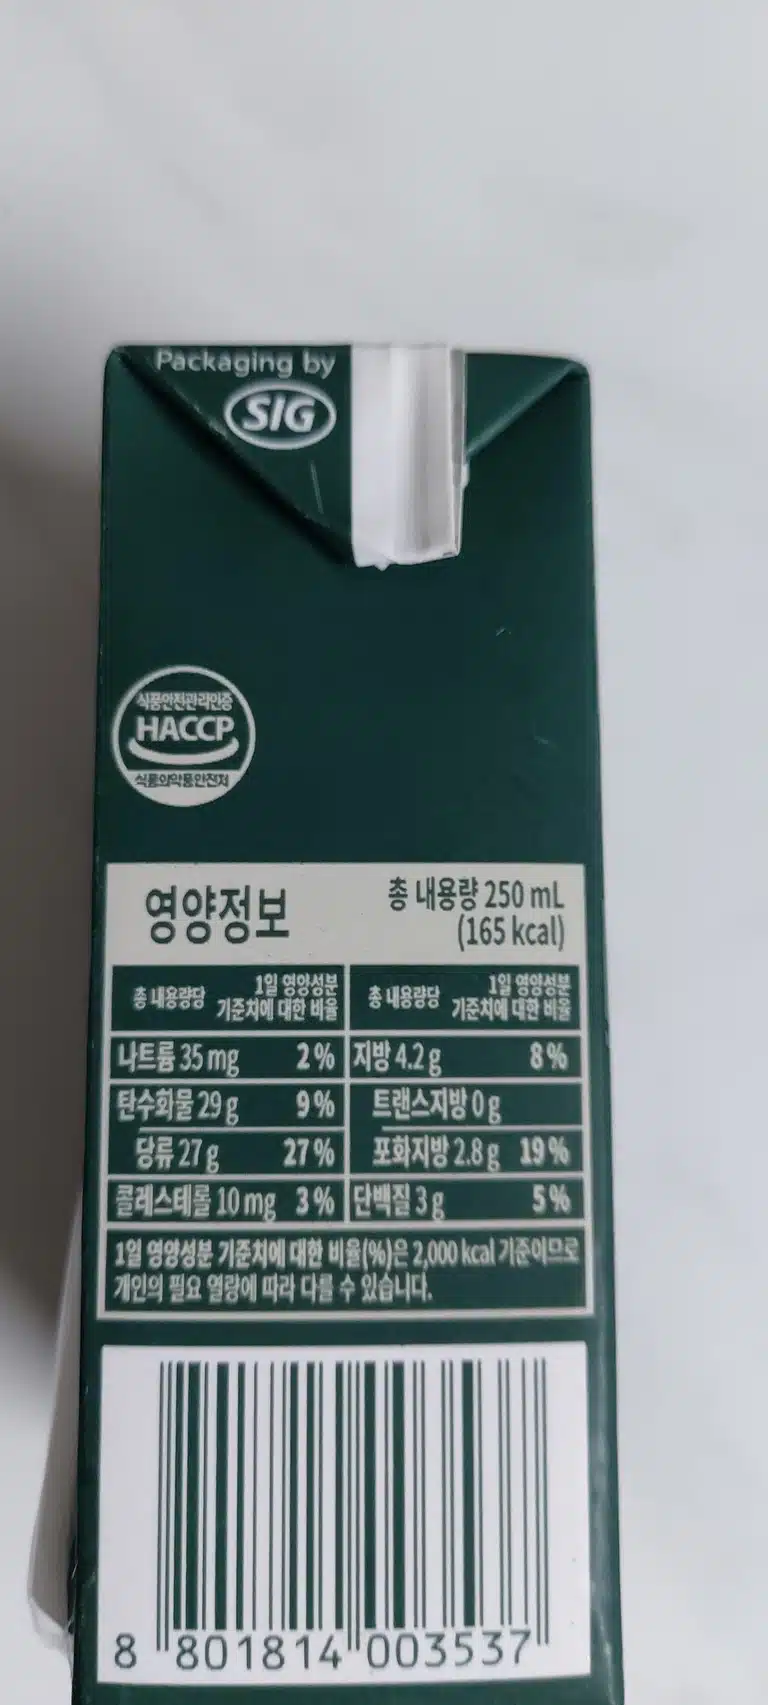 Packaging by
SIG
식품안전관리인증
HACCP
식품의약품안전처
영양정보
총 내용량 250 mL
(165 kcal)
총 내용량당 1일 영양성분 기준치에 대한 비율
총 내용량당 1일 영양성분 기준치에 대한 비율
나트륨 35 mg 2 % 지방 4.2 g 8 %
탄수화물 29 g 9 % 트랜스지방 0 g
당류 27 g 27 % 포화지방 2.8 g 19 %
콜레스테롤 10 mg 3 % 단백질 3 g 5 %
1일 영양성분 기준치에 대한 비율(%)은 2,000 kcal 기준이므로
개인의 필요 열량에 따라 다를 수 있습니다.
8 801814 003537